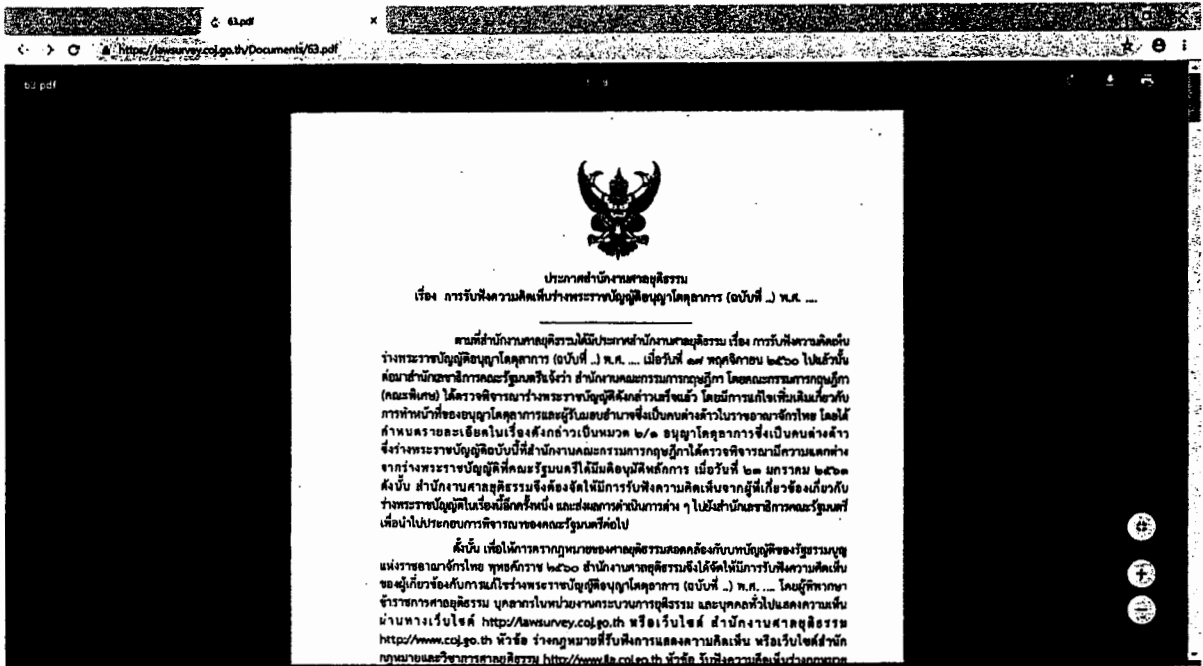 63.pdf
https://lawsurvey.coj.go.th/Documents/63.pdf
63.pdf
ประกาศสำนักงานศาลยุติธรรม
เรื่อง การรับฟังความคิดเห็นร่างพระราชบัญญัติอนุญาโตตุลาการ (ฉบับที่ ..) พ.ศ. ....
ตามที่สำนักงานศาลยุติธรรมได้มีประกาศสำนักงานศาลยุติธรรม เรื่อง การรับฟังความคิดเห็น
ร่างพระราชบัญญัติอนุญาโตตุลาการ (ฉบับที่ ..) พ.ศ. .... เมื่อวันที่ ๑๗ พฤศจิกายน ๒๕๖๐ ไปแล้วนั้น
ต่อมาสำนักเลขาธิการคณะรัฐมนตรีแจ้งว่า สำนักงานคณะกรรมการกฤษฎีกา โดยคณะกรรมการกฤษฎีกา
(คณะพิเศษ) ได้ตรวจพิจารณาร่างพระราชบัญญัติดังกล่าวเสร็จแล้ว โดยมีการแก้ไขเพิ่มเติมเกี่ยวกับ
การทำหน้าที่ของอนุญาโตตุลาการและผู้รับมอบอำนาจซึ่งเป็นคนต่างด้าวในราชอาณาจักรไทย โดยได้
กำหนดรายละเอียดในเรื่องดังกล่าวเป็นหมวด ๒/๑ อนุญาโตตุลาการซึ่งเป็นคนต่างด้าว
ซึ่งร่างพระราชบัญญัติฉบับนี้ที่สำนักงานคณะกรรมการกฤษฎีกาได้ตรวจพิจารณามีความแตกต่าง
จากร่างพระราชบัญญัติที่คณะรัฐมนตรีได้มีมติอนุมัติหลักการ เมื่อวันที่ ๒๓ มกราคม ๒๕๖๑
ดังนั้น สำนักงานศาลยุติธรรมจึงต้องจัดให้มีการรับฟังความคิดเห็นจากผู้ที่เกี่ยวข้องเกี่ยวกับ
ร่างพระราชบัญญัติในเรื่องนี้อีกครั้งหนึ่ง และส่งผลการดำเนินการต่าง ๆ ไปยังสำนักเลขาธิการคณะรัฐมนตรี
เพื่อนำไปประกอบการพิจารณาของคณะรัฐมนตรีต่อไป
ดังนั้น เพื่อให้การตรากฎหมายของศาลยุติธรรมสอดคล้องกับบทบัญญัติของรัฐธรรมนูญ
แห่งราชอาณาจักรไทย พุทธศักราช ๒๕๖๐ สำนักงานศาลยุติธรรมจึงได้จัดให้มีการรับฟังความคิดเห็น
ของผู้เกี่ยวข้องกับการแก้ไขร่างพระราชบัญญัติอนุญาโตตุลาการ (ฉบับที่ ..) พ.ศ. .... โดยผู้พิพากษา
ข้าราชการศาลยุติธรรม บุคลากรในหน่วยงานกระบวนการยุติธรรม และบุคคลทั่วไปแสดงความเห็น
ผ่านทางเว็บไซต์ http://lawsurvey.coj.go.th หรือเว็บไซต์ สำนักงานศาลยุติธรรม
http://www.coj.go.th หัวข้อ ร่างกฎหมายที่รับฟังการแสดงความคิดเห็น หรือเว็บไซต์สำนัก
กฎหมายและวิชาการศาลยุติธรรม http://www.jla.coj.go.th หัวข้อ รับฟังความคิดเห็นร่างกฎหมาย